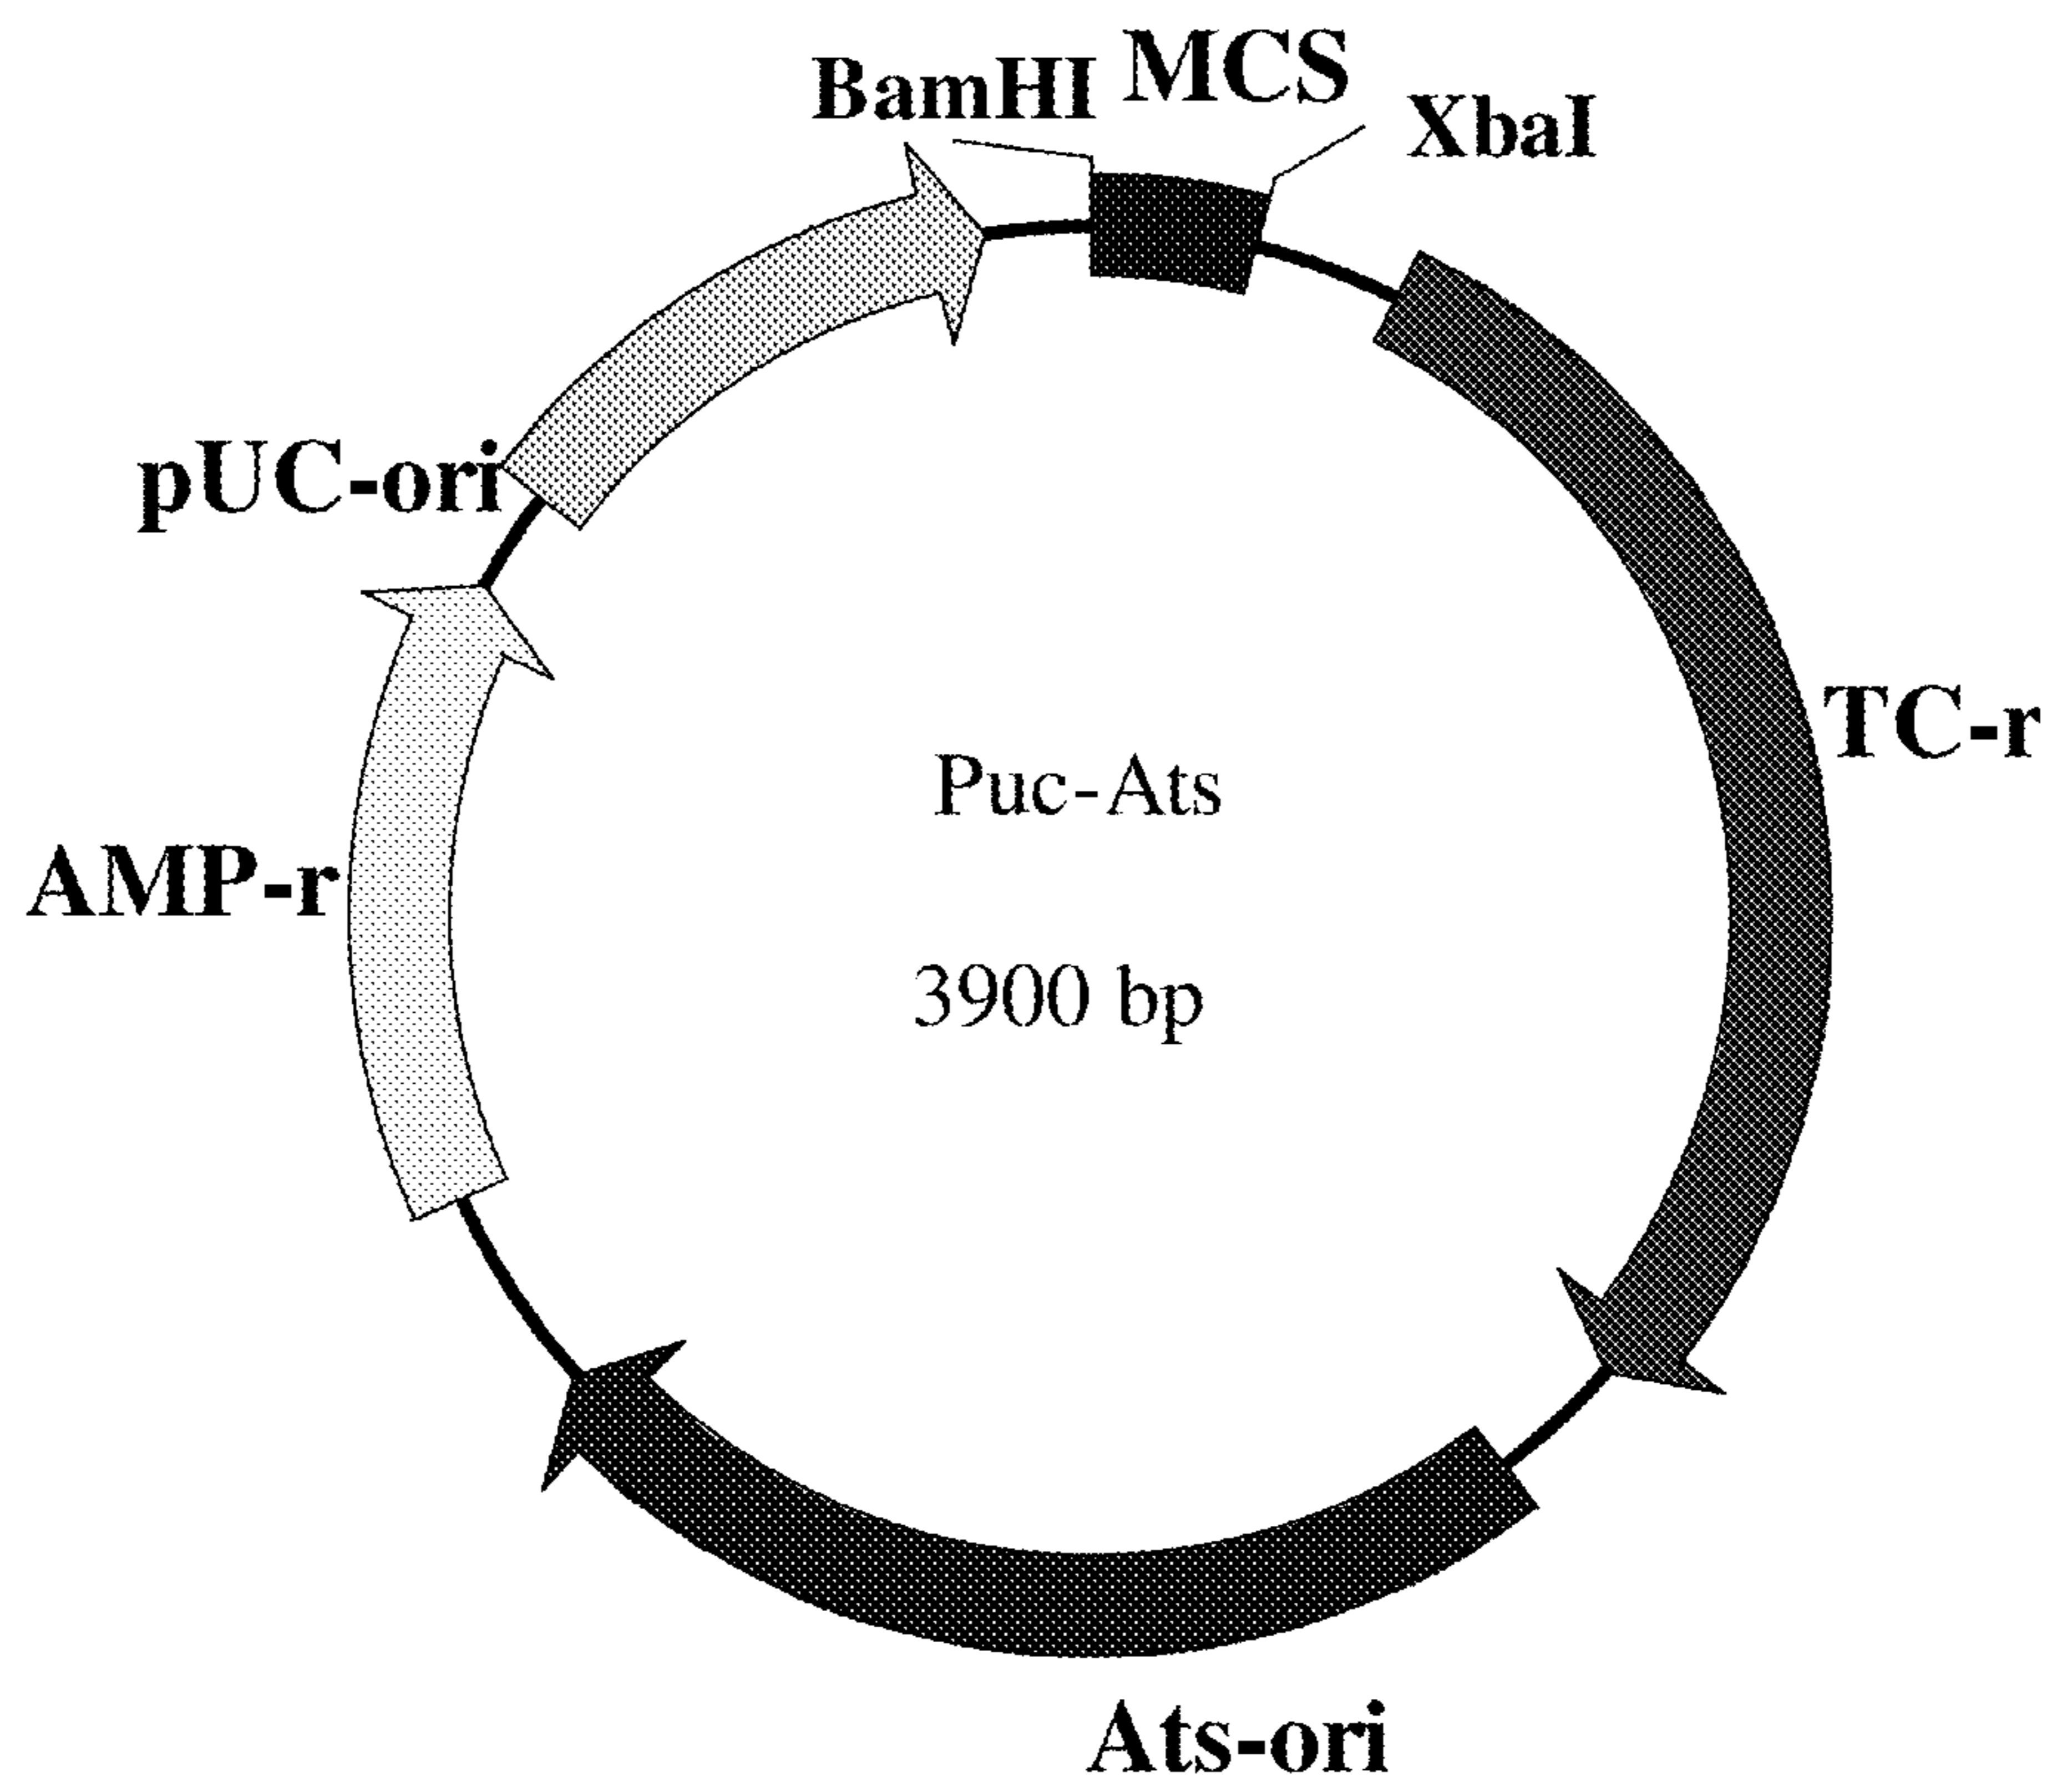 BamHI
MCS
XbaI
pUC-ori
TC-r
Puc-Ats
AMP-r
3900 bp
Ats-ori